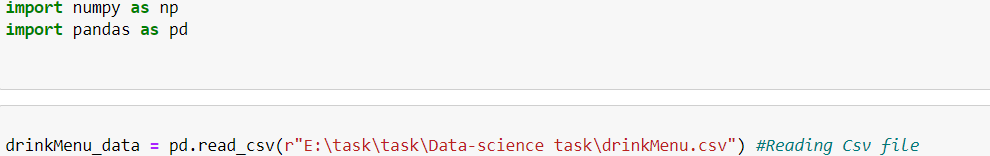 import numpy as np
import pandas as pd
drinkMenu_data = pd.read_csv(r"E:\task\task\Data-science task\drinkMenu.csv") #Reading Csv file